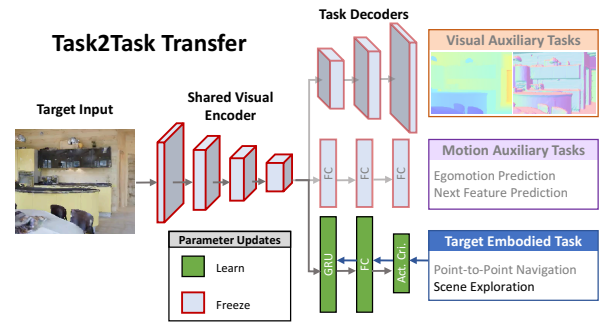 Task Decoders
Task2Task Transfer
Visual Auxiliary Tasks
Target Input
Shared Visual
Encoder
FC
FC
FC
Motion Auxiliary Tasks
Egomotion Prediction
Next Feature Prediction
Parameter Updates
Learn
Freeze
GRU
FC
Act. Cri.
Target Embodied Task
Point-to-Point Navigation
Scene Exploration